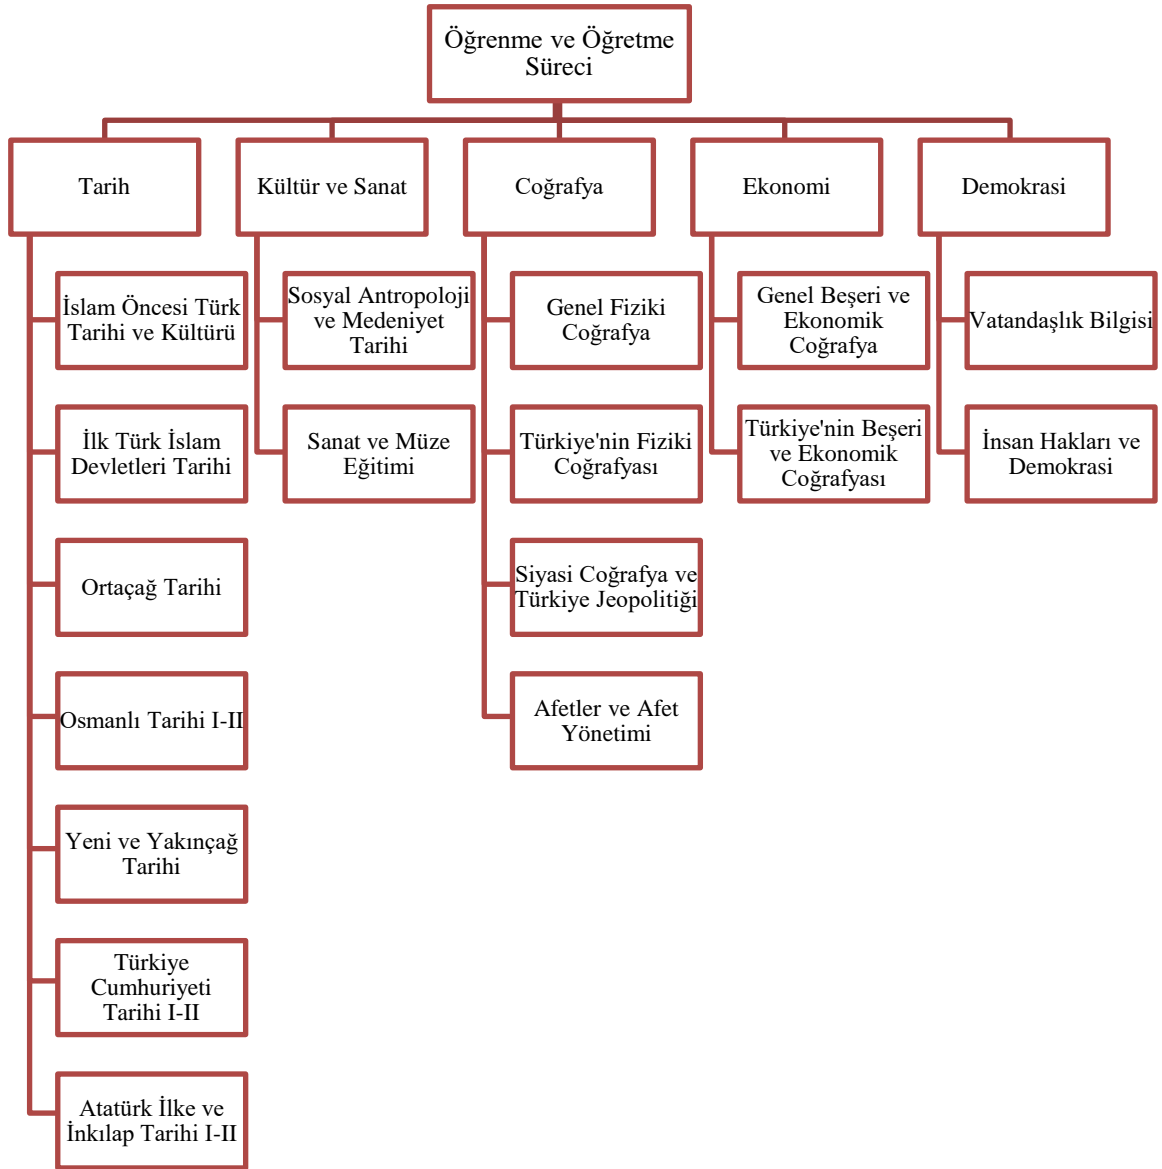 Öğrenme ve Öğretme
Süreci
Tarih
Kültür ve Sanat
Coğrafya
Ekonomi
Demokrasi
İslam Öncesi Türk
Tarihi ve Kültürü
İlk Türk İslam
Devletleri Tarihi
Ortaçağ Tarihi
Osmanlı Tarihi I-II
Yeni ve Yakınçağ
Tarihi
Türkiye
Cumhuriyeti
Tarihi I-II
Atatürk İlke ve
İnkılap Tarihi I-II
Sosyal Antropoloji
ve Medeniyet
Tarihi
Sanat ve Müze
Eğitimi
Genel Fiziki
Coğrafya
Türkiye'nin Fiziki
Coğrafyası
Siyasi Coğrafya ve
Türkiye Jeopolitiği
Afetler ve Afet
Yönetimi
Genel Beşeri ve
Ekonomik
Coğrafya
Türkiye'nin Beşeri
ve Ekonomik
Coğrafyası
Vatandaşlık Bilgisi
İnsan Hakları ve
Demokrasi